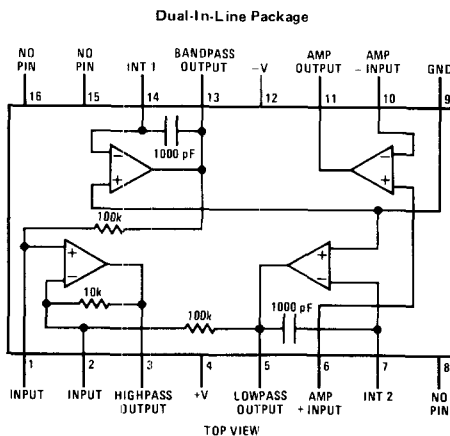 Dual-In-Line Package
NO PIN
NO PIN
INT 1
BANDPASS OUTPUT
−V
AMP OUTPUT
AMP − INPUT
GND
16 15 14 13 12 11 10 9
1000 pF
−
+
−
+
100k
+
−
+
−
10k
100k
1000 pF
1 2 3 4 5 6 7 8
INPUT
INPUT
HIGHPASS OUTPUT
+V
LOWPASS OUTPUT
AMP + INPUT
INT 2
NO PIN
TOP VIEW